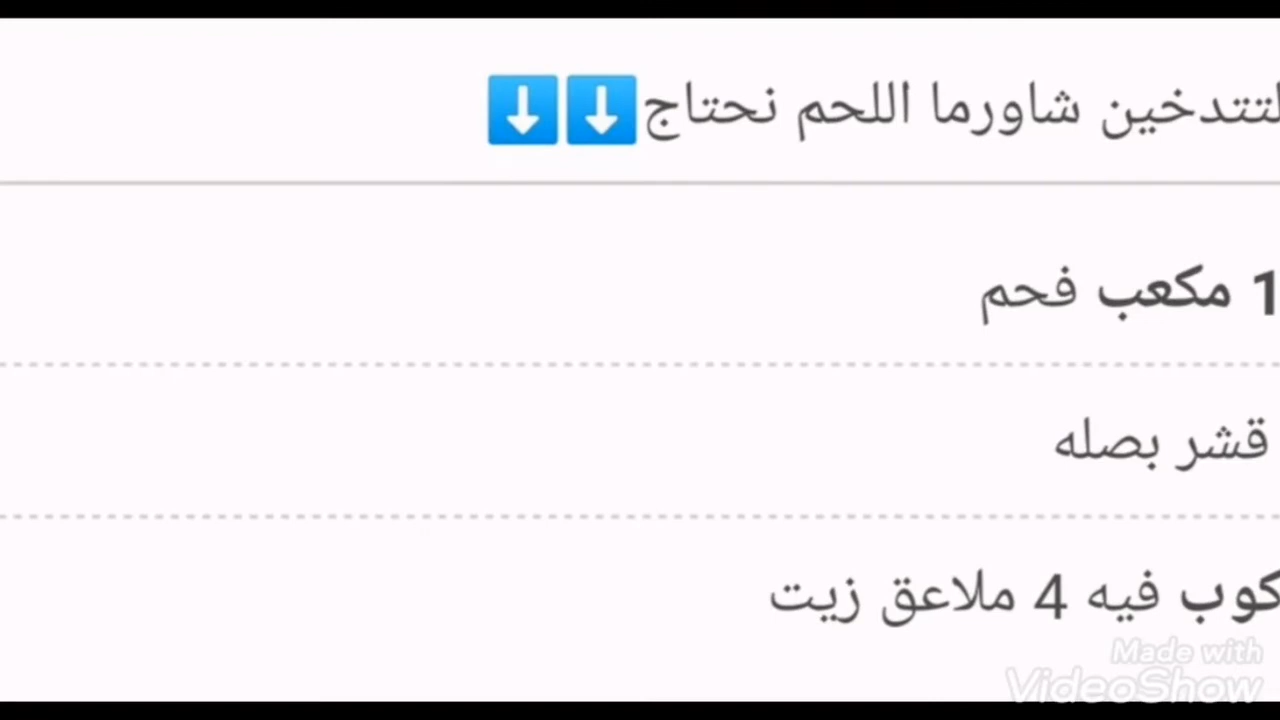 لتتدخين شاورما اللحم نحتاج⬇️⬇️
1 مكعب فحم
قشر بصله
كوب فيه 4 ملاعق زيت
Made with
VideoShow